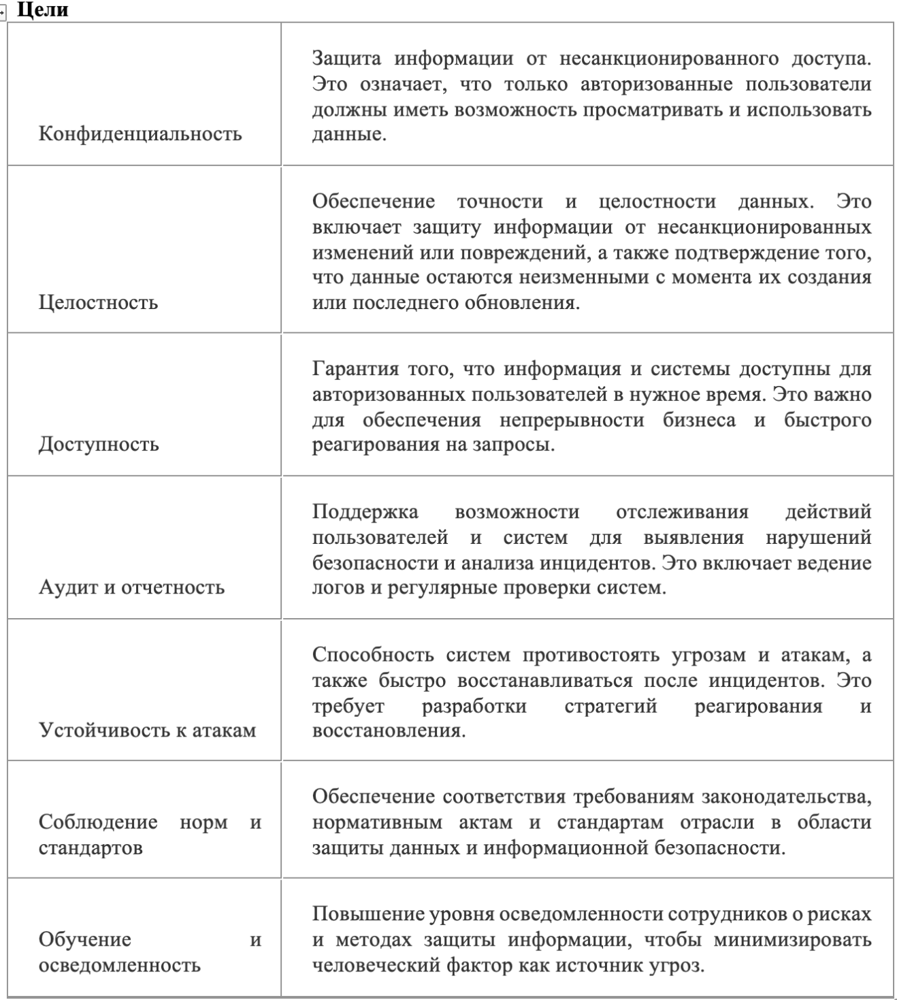 Цели
Конфиденциальность
Защита информации от несанкционированного доступа.
Это означает, что только авторизованные пользователи
должны иметь возможность просматривать и использовать
данные.
Целостность
Обеспечение точности и целостности данных. Это
включает защиту информации от несанкционированных
изменений или повреждений, а также подтверждение того,
что данные остаются неизменными с момента их создания
или последнего обновления.
Доступность
Гарантия того, что информация и системы доступны для
авторизованных пользователей в нужное время. Это важно
для обеспечения непрерывности бизнеса и быстрого
реагирования на запросы.
Аудит и отчетность
Поддержка возможности отслеживания действий
пользователей и систем для выявления нарушений
безопасности и анализа инцидентов. Это включает ведение
логов и регулярные проверки систем.
Устойчивость к атакам
Способность систем противостоять угрозам и атакам, а
также быстро восстанавливаться после инцидентов. Это
требует разработки стратегий реагирования и
восстановления.
Соблюдение норм и
стандартов
Обеспечение соответствия требованиям законодательства,
нормативным актам и стандартам отрасли в области
защиты данных и информационной безопасности.
Обучение и
осведомленность
Повышение уровня осведомленности сотрудников о рисках
и методах защиты информации, чтобы минимизировать
человеческий фактор как источник угроз.